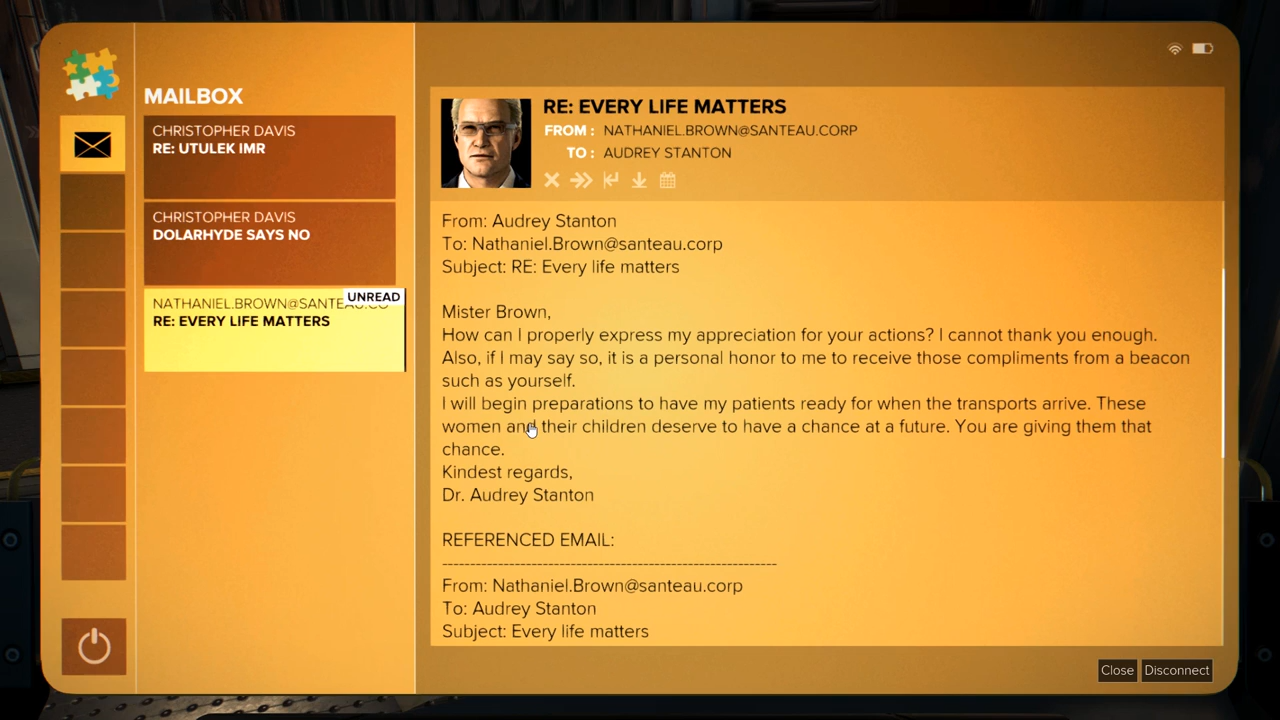 MAILBOX
CHRISTOPHER DAVIS
RE: UTULEK IMR
CHRISTOPHER DAVIS
DOLARHYDE SAYS NO
UNREAD
NATHANIEL.BROWN@SANTEAU.CO
RE: EVERY LIFE MATTERS
RE: EVERY LIFE MATTERS
FROM : NATHANIEL.BROWN@SANTEAU.CORP
TO : AUDREY STANTON
From: Audrey Stanton
To: Nathaniel.Brown@santeau.corp
Subject: RE: Every life matters
Mister Brown,
How can I properly express my appreciation for your actions? I cannot thank you enough.
Also, if I may say so, it is a personal honor to me to receive those compliments from a beacon
such as yourself.
I will begin preparations to have my patients ready for when the transports arrive. These
women and their children deserve to have a chance at a future. You are giving them that
chance.
Kindest regards,
Dr. Audrey Stanton
REFERENCED EMAIL:
------------------------------------------------------------
From: Nathaniel.Brown@santeau.corp
To: Audrey Stanton
Subject: Every life matters
Close Disconnect